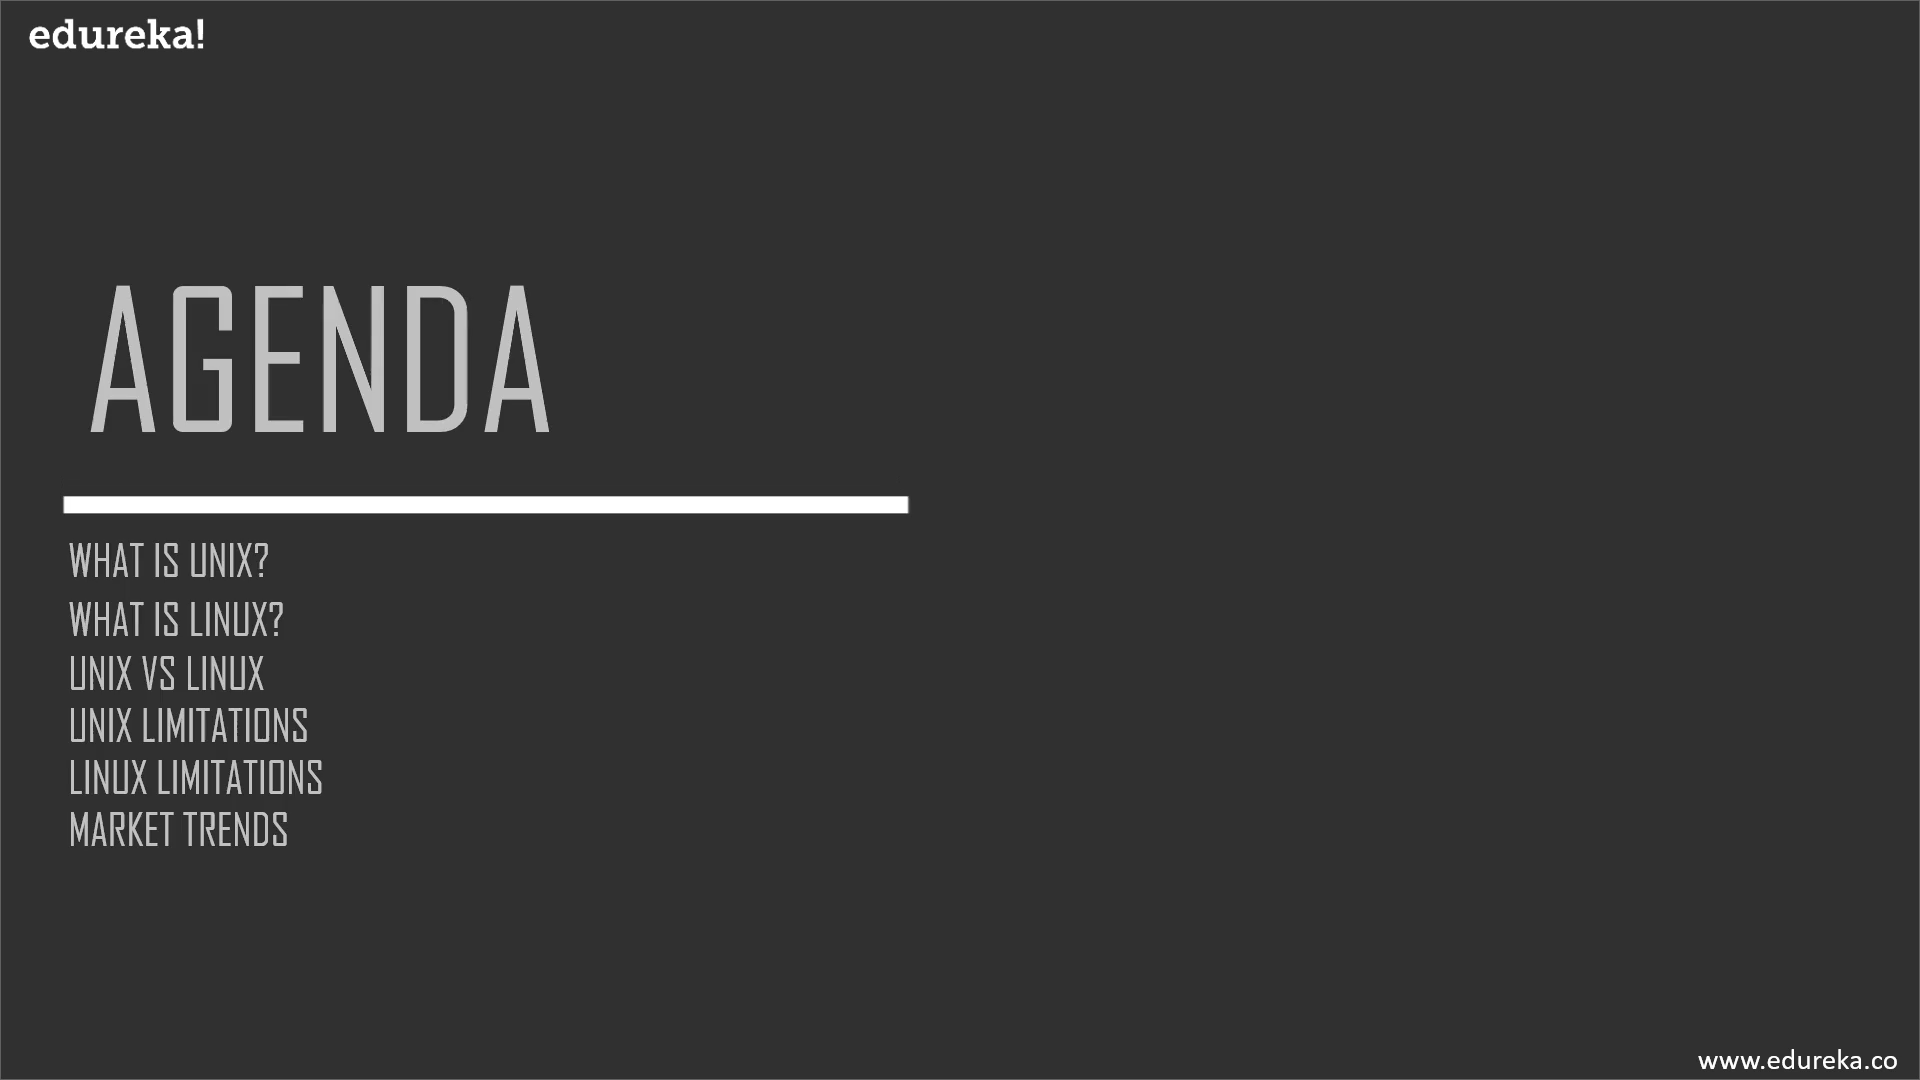 edureka!
AGENDA
WHAT IS UNIX?
WHAT IS LINUX?
UNIX VS LINUX
UNIX LIMITATIONS
LINUX LIMITATIONS
MARKET TRENDS
www.edureka.co